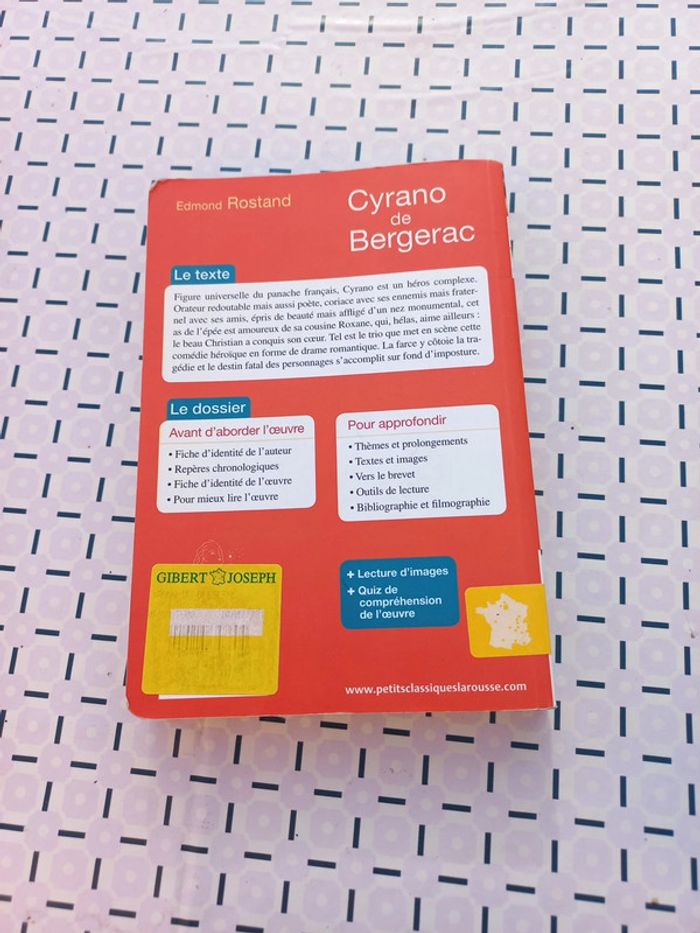 Edmond Rostand
Cyrano
de
Bergerac
Le texte
Figure universelle du panache français, Cyrano est un héros complexe.
Orateur redoutable mais aussi poète, coriace avec ses ennemis mais frater-
nel avec ses amis, épris de beauté mais affligé d'un nez monumental, cet
as de l'épée est amoureux de sa cousine Roxane, qui, hélas, aime ailleurs :
le beau Christian a conquis son cœur. Tel est le trio que met en scène cette
comédie héroïque en forme de drame romantique. La farce y côtoie la tra-
gédie et le destin fatal des personnages s'accomplit sur fond d'imposture.
Le dossier
Avant d'aborder l'œuvre
• Fiche d'identité de l'auteur
• Repères chronologiques
• Fiche d'identité de l'œuvre
• Pour mieux lire l'œuvre
Pour approfondir
• Thèmes et prolongements
• Textes et images
• Vers le brevet
• Outils de lecture
• Bibliographie et filmographie
GIBERT JOSEPH
+ Lecture d'images
+ Quiz de
compréhension
de l'œuvre
www.petitsclassiqueslarousse.com